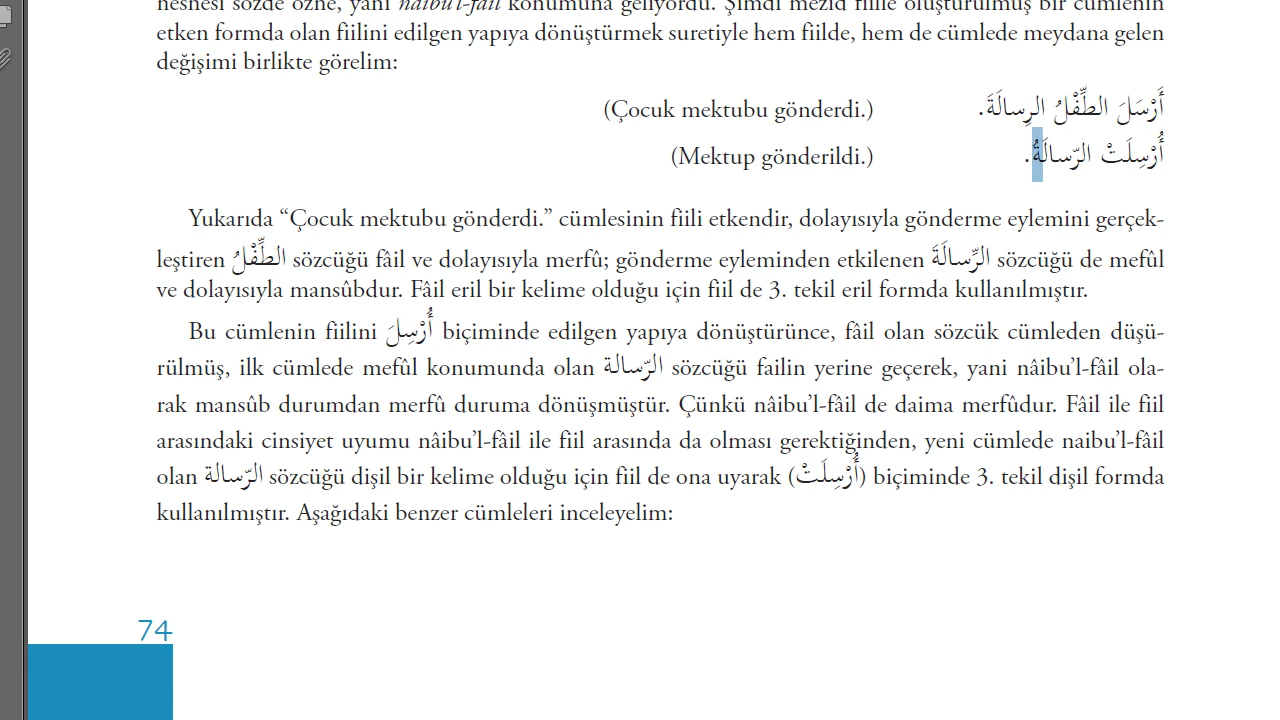 nesnesi sözde özne, yani nâibu'l-fâil konumuna geliyordu. Şimdi mezid fiille oluşturulmuş bir cümlenin
etken formda olan fiilini edilgen yapıya dönüştürmek suretiyle hem fiilde, hem de cümlede meydana gelen
değişimi birlikte görelim:
(Çocuk mektubu gönderdi.) أَرْسَلَ الطِّفْلُ الرِسالَةَ.
(Mektup gönderildi.) أُرْسِلَتْ الرّسالَةُ.
Yukarıda “Çocuk mektubu gönderdi.” cümlesinin fiili etkendir, dolayısıyla gönderme eylemini gerçek-
leştiren الطِّفْلُ sözcüğü fâil ve dolayısıyla merfû; gönderme eyleminden etkilenen الرِّسالَةَ sözcüğü de mefûl
ve dolayısıyla mansûbdur. Fâil eril bir kelime olduğu için fiil de 3. tekil eril formda kullanılmıştır.
Bu cümlenin fiilini أُرْسِلَ biçiminde edilgen yapıya dönüştürünce, fâil olan sözcük cümleden düşü-
rülmüş, ilk cümlede mefûl konumunda olan الرّسالة sözcüğü failin yerine geçerek, yani nâibu’l-fâil ola-
rak mansûb durumdan merfû duruma dönüşmüştür. Çünkü nâibu’l-fâil de daima merfûdur. Fâil ile fiil
arasındaki cinsiyet uyumu nâibu’l-fâil ile fiil arasında da olması gerektiğinden, yeni cümlede naibu’l-fâil
olan الرّسالة sözcüğü dişil bir kelime olduğu için fiil de ona uyarak (أُرْسِلَتْ) biçiminde 3. tekil dişil formda
kullanılmıştır. Aşağıdaki benzer cümleleri inceleyelim:
74